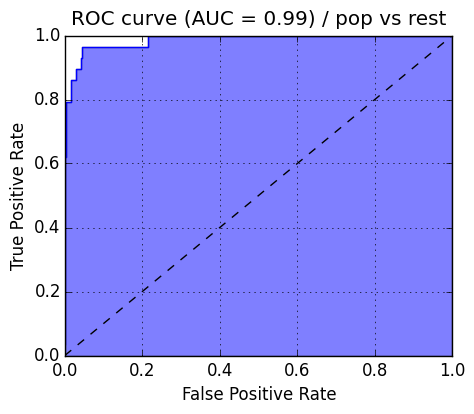 ROC curve (AUC = 0.99) / pop vs rest
1.0
0.8
0.6
0.4
0.2
0.0
True Positive Rate
0.0 0.2 0.4 0.6 0.8 1.0
False Positive Rate